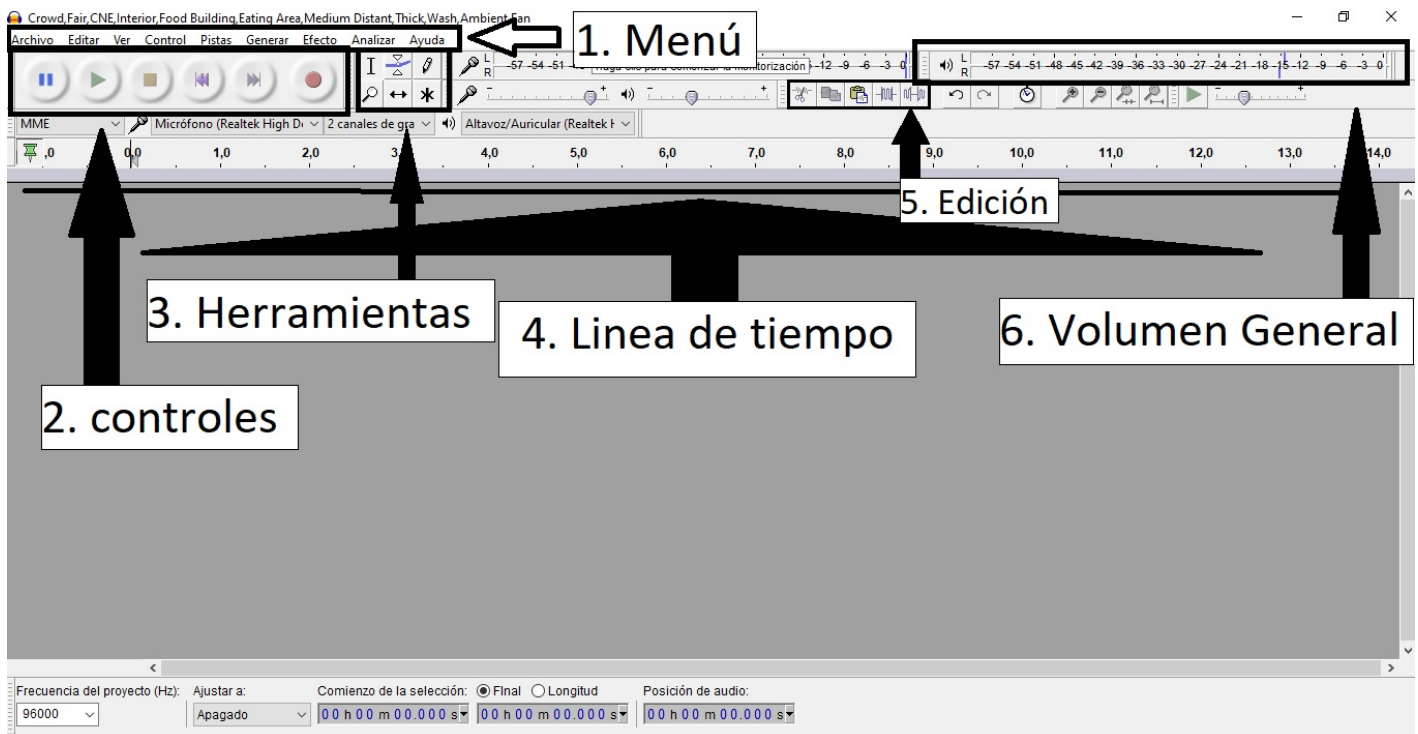 Crowd,Fair,CNE,Interior,Food Building,Eating Area,Medium Distant,Thick,Wash,Ambient,Fan
Archivo Editar Ver Control Pistas Generar Efecto Analizar Ayuda
1. Menú
L
R
-57 -54 -51
-12 -9 -6 -3 0
L
R
-57 -54 -51 -48 -45 -42 -39 -36 -33 -30 -27 -24 -21 -18 -15 -12 -9 -6 -3 0
- + - + - +
MME Micrófono (Realtek High 2 canales de gra Altavoz/Auricular (Realtek
,0 0,0 1,0 2,0 3,0 4,0 5,0 6,0 7,0 8,0 9,0 10,0 11,0 12,0 13,0 14,0
5. Edición
3. Herramientas
4. Linea de tiempo
6. Volumen General
2. controles
Frecuencia del proyecto (Hz): Ajustar a: Comienzo de la selección: FInal Longitud Posición de audio:
96000 Apagado 00 h 00 m 00.000 s 00 h 00 m 00.000 s 00 h 00 m 00.000 s